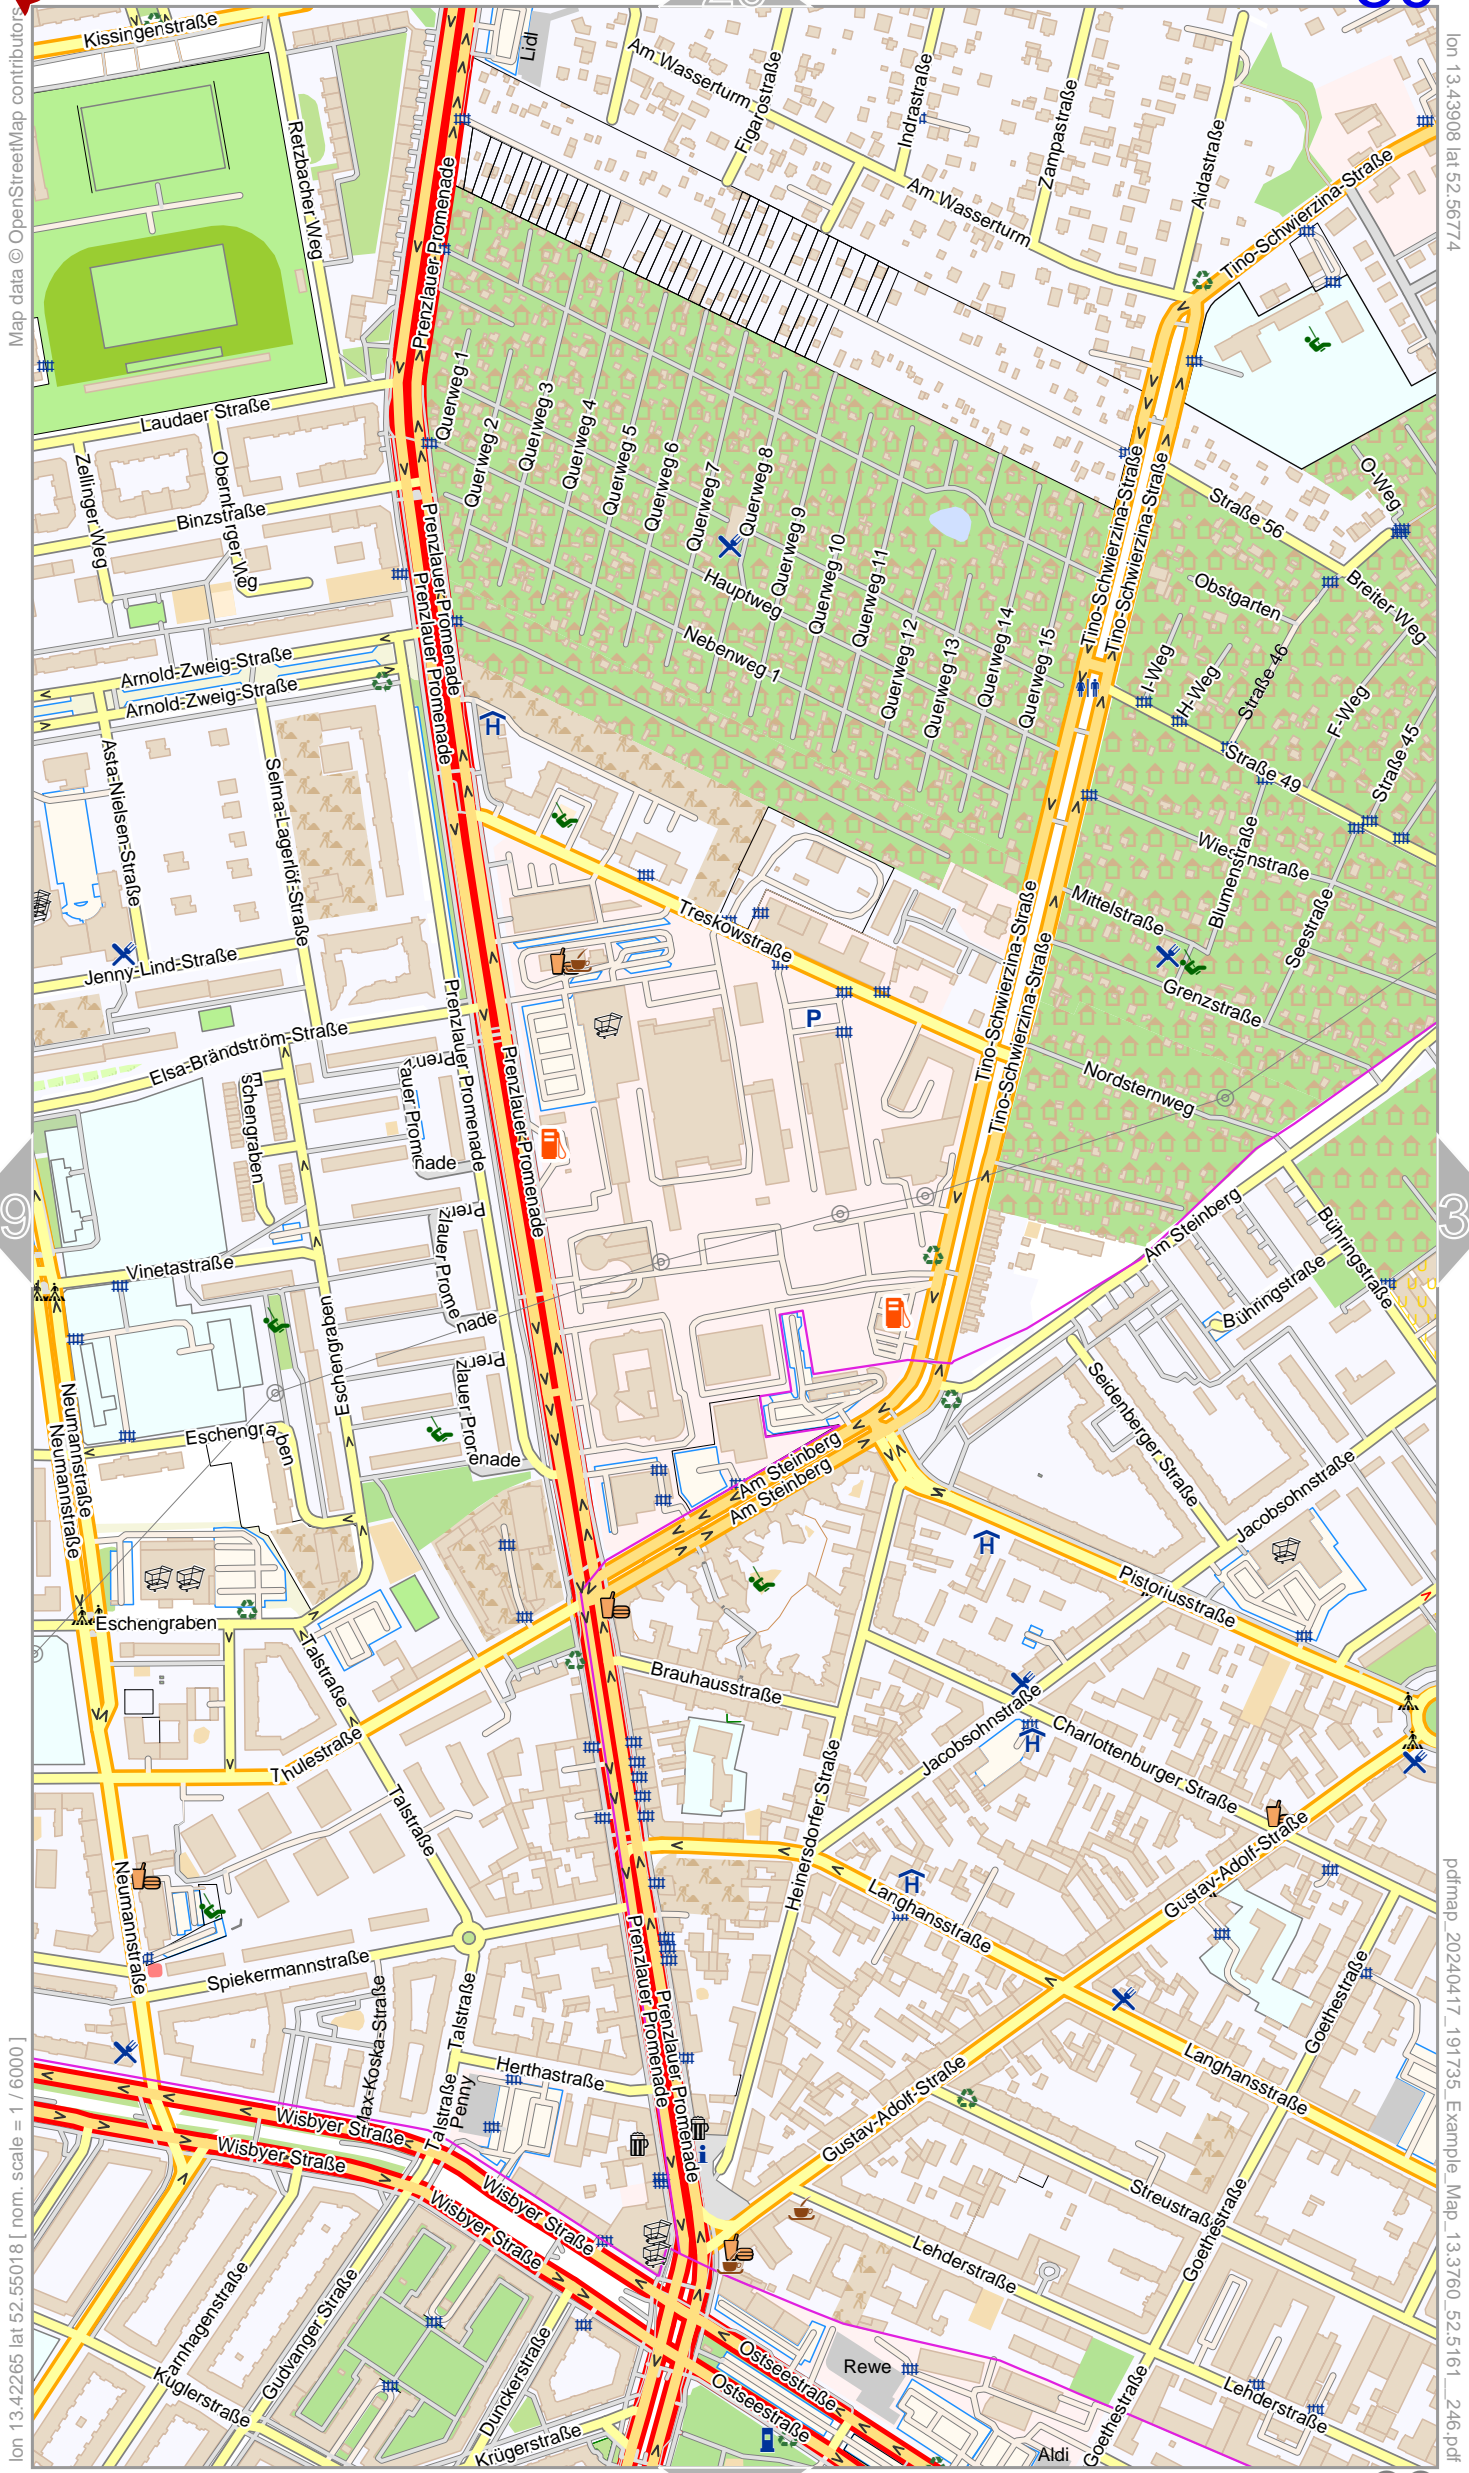 Map data © OpenStreetMap contributors
lon 13.43908 lat 52.56774
Kissingenstraße
Lidl
Am Wasserturm
Figarostraße
Indrastraße
Zampastraße
Aidastraße
Retzbacher Weg
Prenzlauer Promenade
Am Wasserturm
Tino-Schwierzina-Straße
Prenzlauer Promenade
Laudaer Straße
Querweg 1
Querweg 2
Querweg 3
Querweg 4
Querweg 5
Querweg 6
Querweg 7
Querweg 8
Querweg 9
Querweg 10
Querweg 11
Querweg 12
Querweg 13
Querweg 14
Querweg 15
Hauptweg
Nebenweg 1
Zellinger Weg
Binzstraße
Prenzlauer Promenade
Prenzlauer Promenade
Tino-Schwierzina-Straße
Tino-Schwierzina-Straße
Straße 56
O-Weg
Obstgarten
Breiter Weg
I-Weg
H-Weg
Straße 46
F-Weg
Straße 45
Straße 49
Arnold-Zweig-Straße
Arnold-Zweig-Straße
H
Asta-Nielsen-Straße
Selma-Lagerlöf-Straße
Blumenstraße
Mittelstraße
Seestraße
Grenzstraße
Treskowstraße
P
Jenny-Lind-Straße
Elsa-Brändström-Straße
Eschengraben
Prenzlauer Promenade
Prenzlauer Promenade
Tino-Schwierzina-Straße
Tino-Schwierzina-Straße
Nordsternweg
9
3
Am Steinberg
Bühringstraße
Bühringstraße
Vinetastraße
Eschengraben
Eschengraben
Neumannstraße
Neumannstraße
Am Steinberg
Am Steinberg
Seidenberger Straße
Jacobsohnstraße
H
Pistoriusstraße
Eschengraben
Talstraße
Thulestraße
Brauhausstraße
Jacobsohnstraße
H
Charlottenburger Straße
Talstraße
Heinersdorfer Straße
Gustav-Adolf-Straße
H
Langhansstraße
Neumannstraße
Spiekermannstraße
Max-Koska-Straße
Talstraße
Prenzlauer Promenade
Prenzlauer Promenade
Goethestraße
Herthastraße
Penny
Talstraße
Gustav-Adolf-Straße
Langhansstraße
Wisbyer Straße
Wisbyer Straße
Wisbyer Straße
Wisbyer Straße
Streustraße
Goethestraße
Lehderstraße
Gudvanger Straße
Kuglerstraße
Dunckerstraße
Krügerstraße
Ostseestraße
Ostseestraße
Rewe
Aldi
Goethestraße
Lehderstraße
lon 13.42265 lat 52.55018 [ nom. scale = 1 / 6000 ]
pdfmap_20240417_191735_Example_Map_13.3760_52.5161__246.pdf